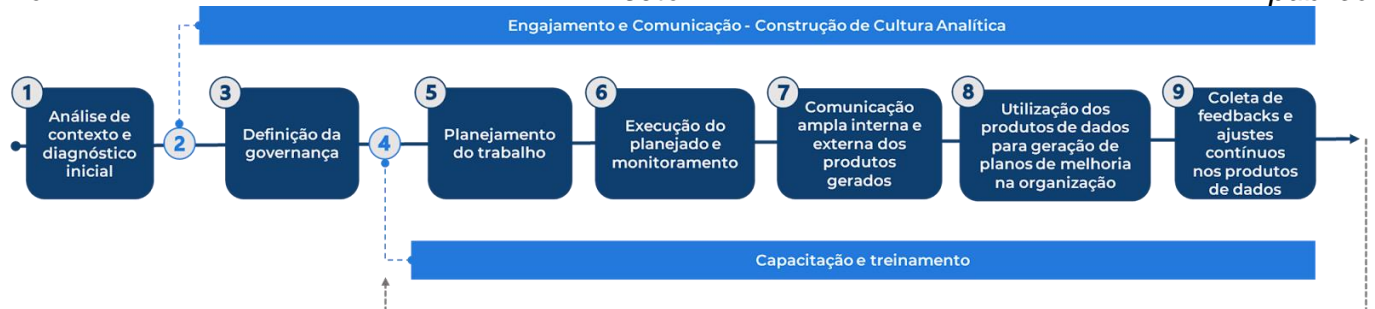 Engajamento e Comunicação - Construção de Cultura Analítica
1
Análise de
contexto e
diagnóstico
inicial
2
3
Definição da
governança
4
5
Planejamento
do trabalho
6
Execução do
planejado e
monitoramento
7
Comunicação
ampla interna e
externa dos
produtos
gerados
8
Utilização dos
produtos de dados
para geração de
planos de melhoria
na organização
9
Coleta de
feedbacks e
ajustes
contínuos
nos produtos
de dados
Capacitação e treinamento